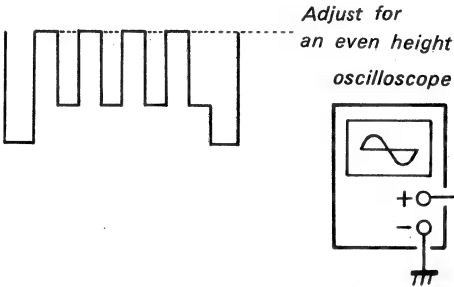 Adjust for
an even height
oscilloscope
+
−